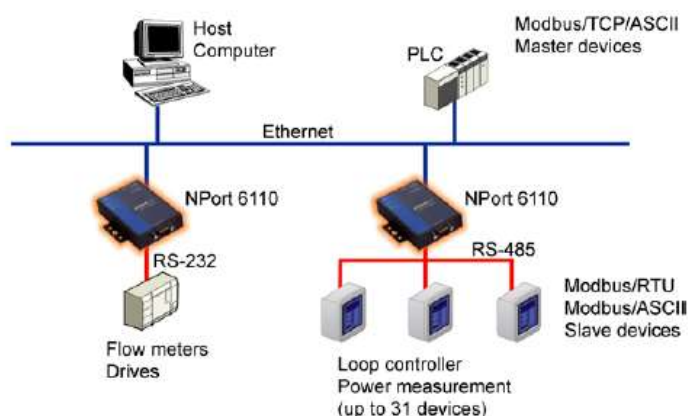 Host
Computer
PLC
Modbus/TCP/ASCII
Master devices
Ethernet
NPort 6110
NPort 6110
RS-232
RS-485
Flow meters
Drives
Loop controller
Power measurement
(up to 31 devices)
Modbus/RTU
Modbus/ASCII
Slave devices